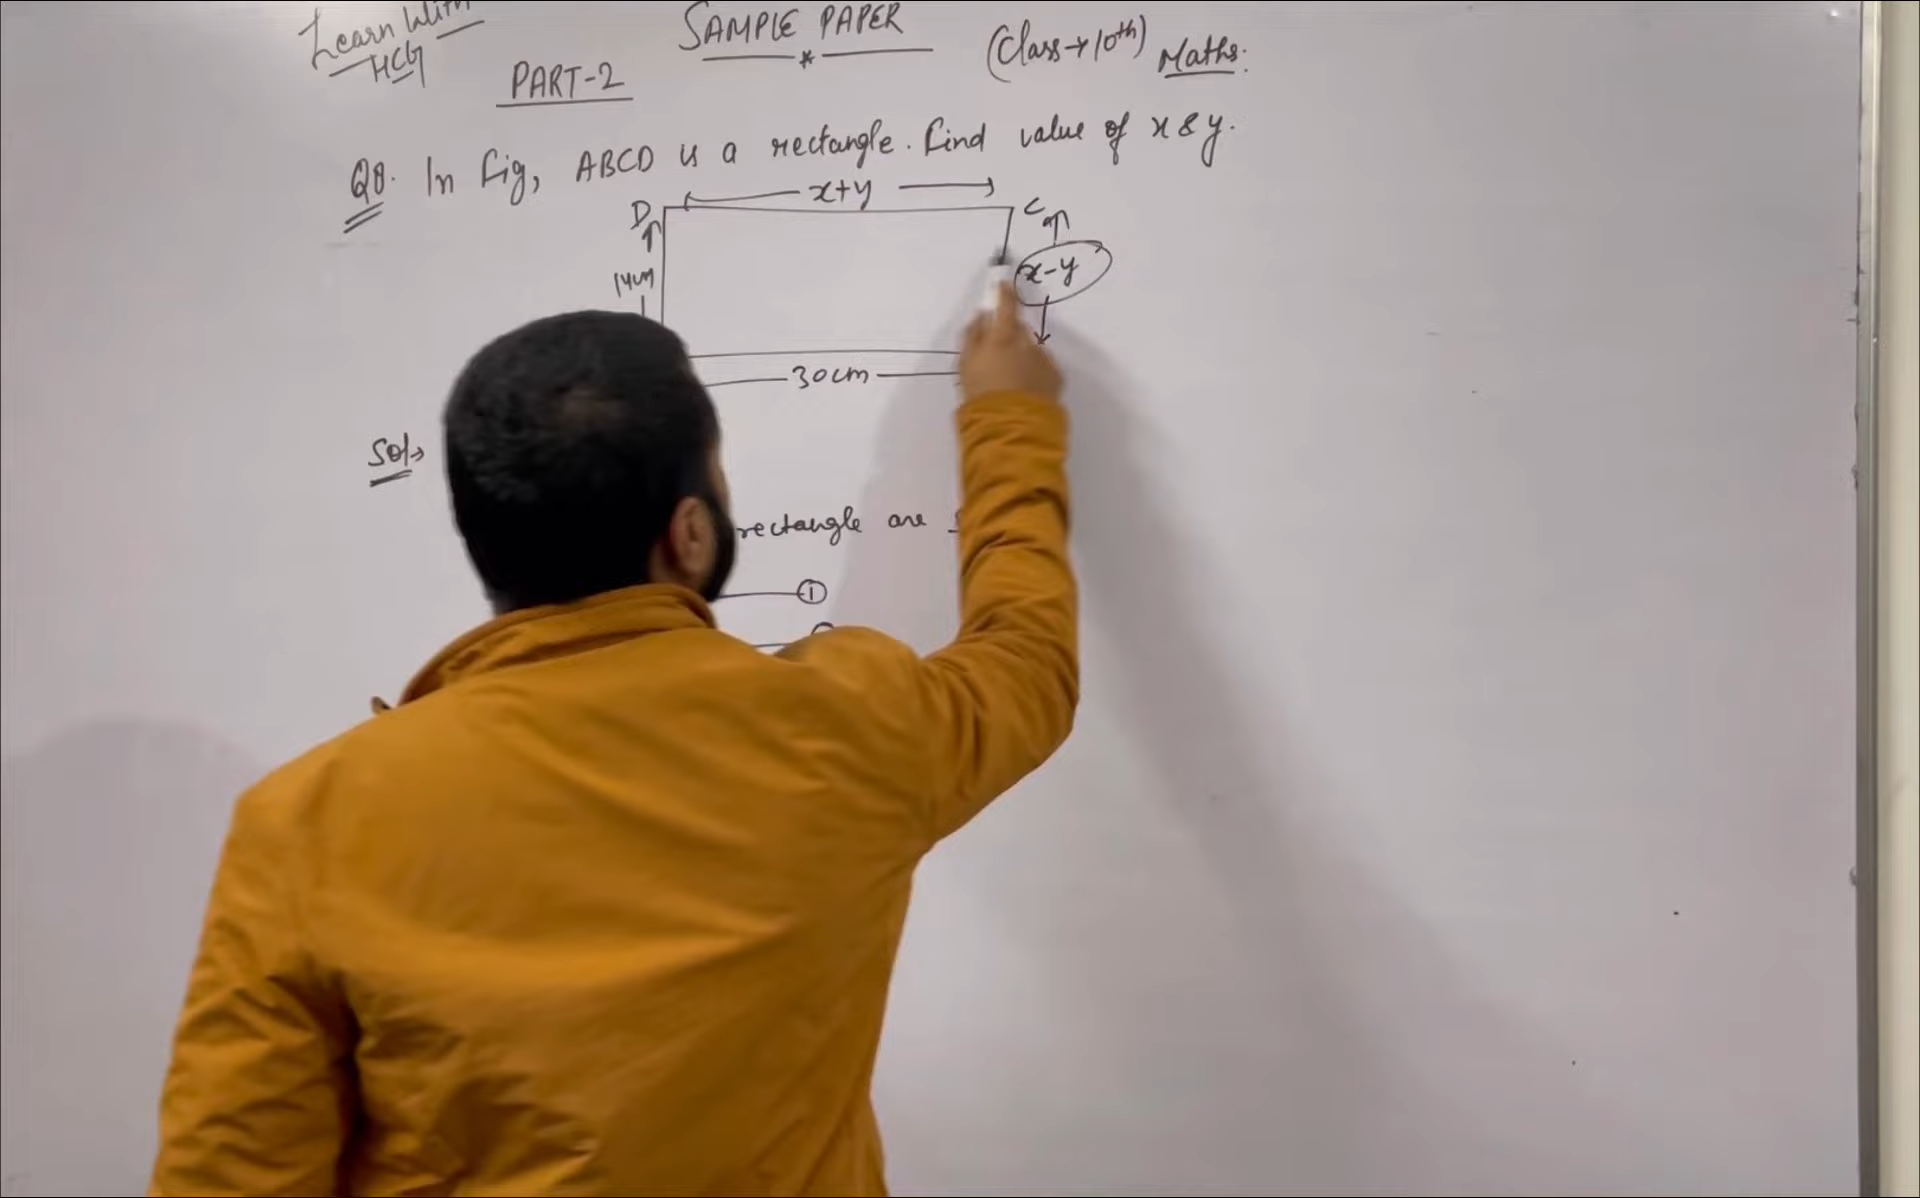 Learn With
HCG
SAMPLE PAPER
(Class → 10th) Maths.
PART-2
Q8. In fig, ABCD is a rectangle. Find value of x & y.
x+y
D
C
14cm
x-y
30cm
Sol→
rectangle are
①